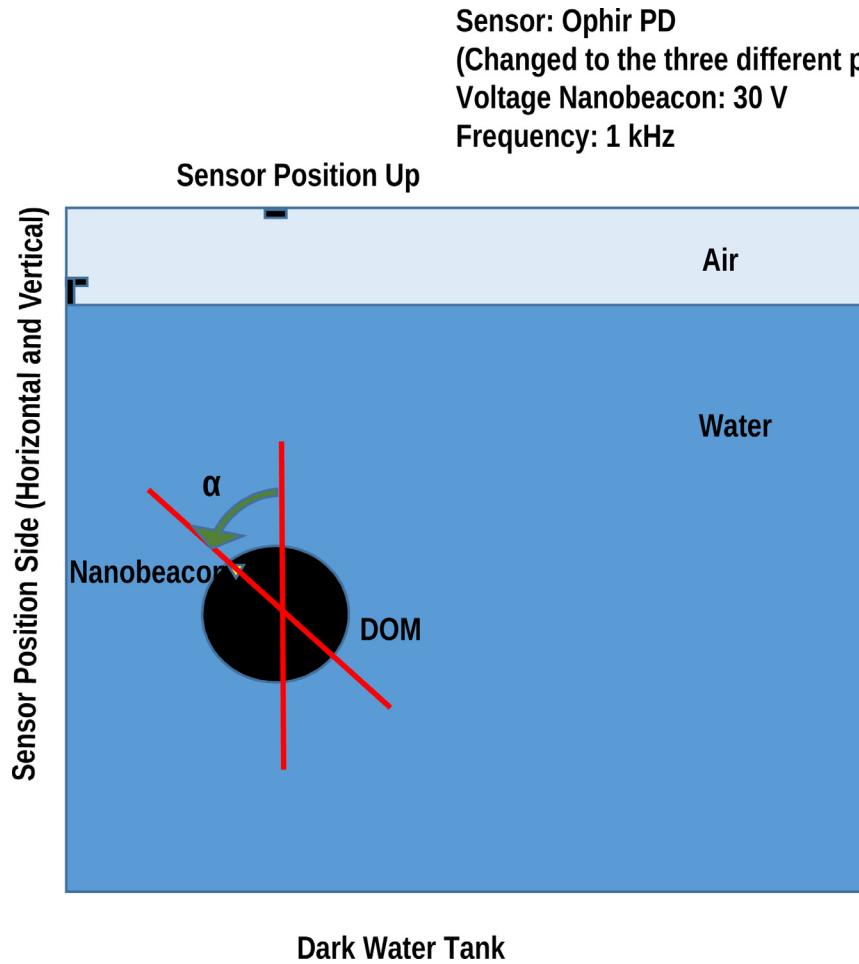 Sensor: Ophir PD
(Changed to the three different
Voltage Nanobeacon: 30 V
Frequency: 1 kHz
Sensor Position Up
Sensor Position Side (Horizontal and Vertical)
Air
Water
α
Nanobeacon
DOM
Dark Water Tank